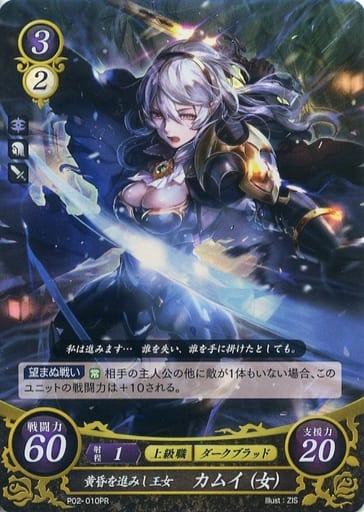 3
2
私は進みます… 誰を失い、誰を手に掛けたとしても。
望まぬ戦い 常 相手の主人公の他に敵が1体もいない場合、この
ユニットの戦闘力は+10される。
戦闘力 60 射程 1 上級職 ダークブラッド 支援力 20
黄昏を進みし王女 カムイ(女)
P02-010PR Illust : ZIS